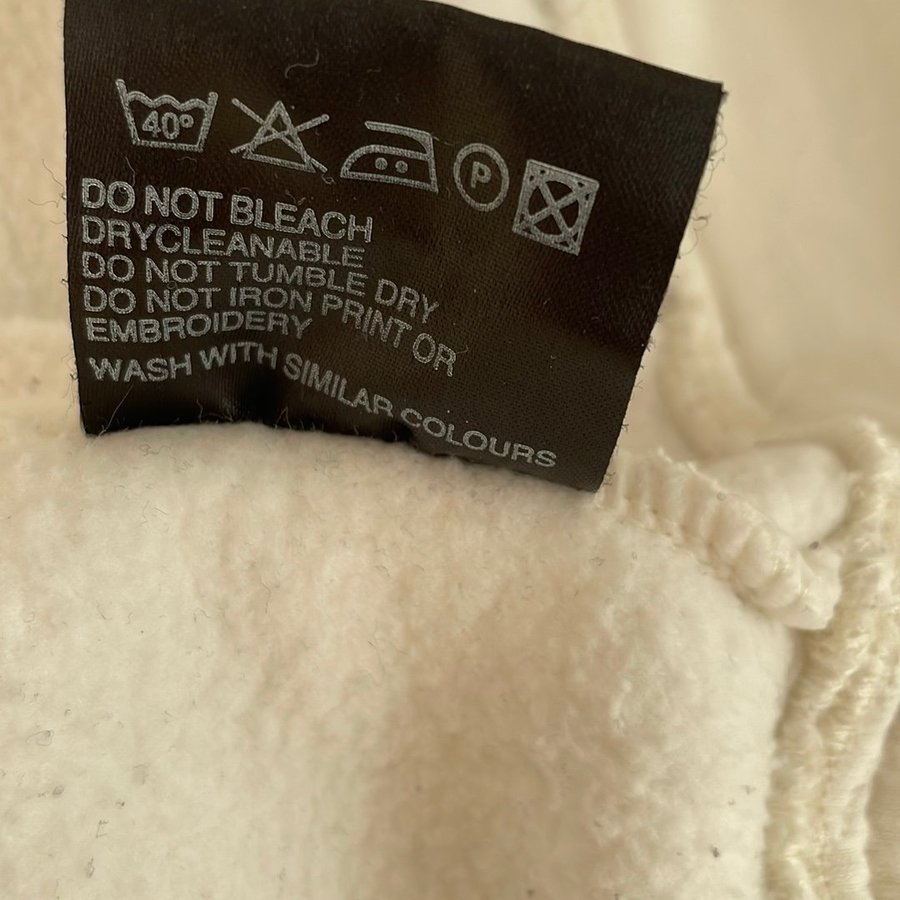 40° P
DO NOT BLEACH
DRYCLEANABLE
DO NOT TUMBLE DRY
DO NOT IRON PRINT OR
EMBROIDERY
WASH WITH SIMILAR COLOURS